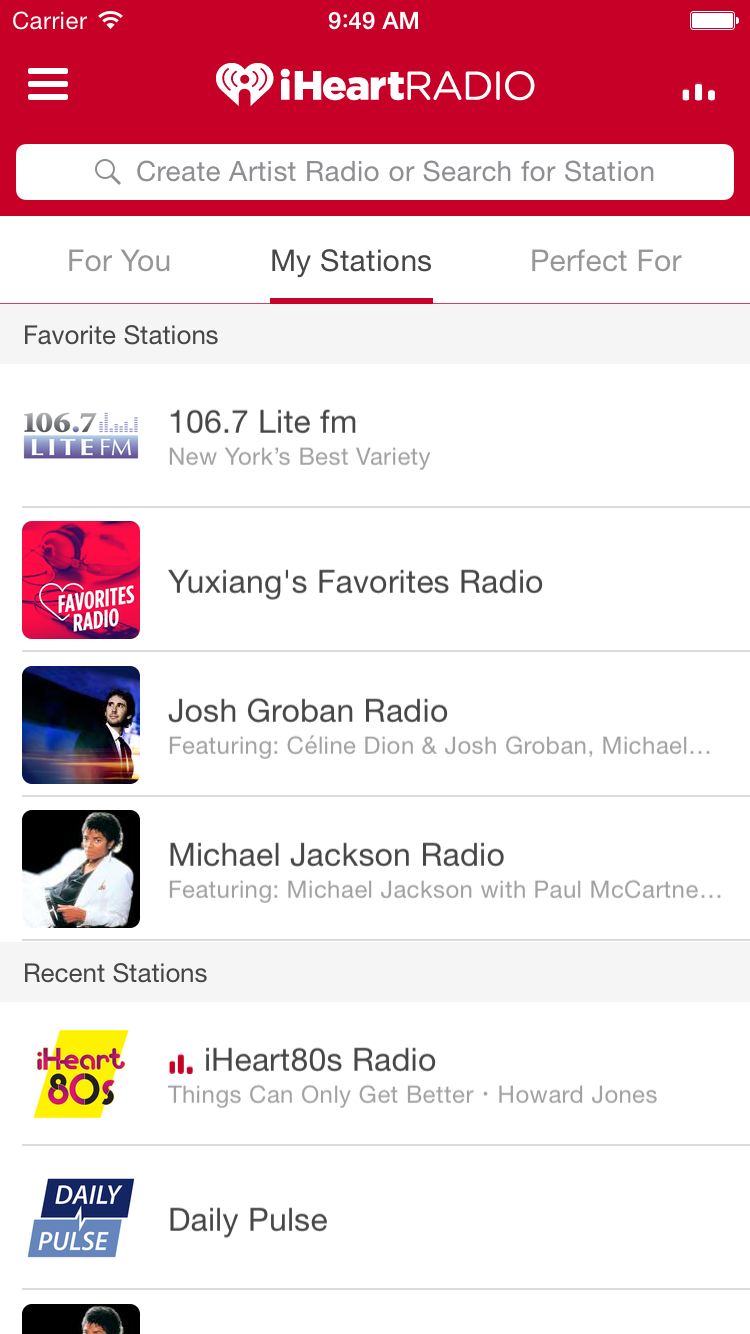 Carrier 9:49 AM
iHeartRADIO
Create Artist Radio or Search for Station
For You My Stations Perfect For
Favorite Stations
106.7
LITE FM
106.7 Lite fm
New York’s Best Variety
FAVORITES
RADIO
Yuxiang's Favorites Radio
Josh Groban Radio
Featuring: Céline Dion & Josh Groban, Michael…
Michael Jackson Radio
Featuring: Michael Jackson with Paul McCartne…
Recent Stations
iHeart
80s
iHeart80s Radio
Things Can Only Get Better · Howard Jones
DAILY
PULSE
Daily Pulse